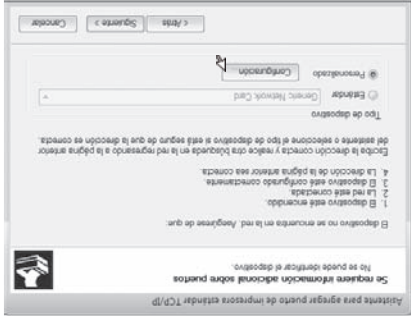 Asistente para agregar puerto de impresora estándar TCP/IP
Se requiere información adicional sobre puertos
No se puede identificar el dispositivo.
El dispositivo no se encuentra en la red. Asegúrese de que:
1. El dispositivo esté encendido.
2. La red esté conectada.
3. El dispositivo esté configurado correctamente.
4. La dirección de la página anterior sea correcta.
Escriba la dirección correcta y realice otra búsqueda en la red regresando a la página anterior
del asistente o seleccione el tipo de dispositivo si está seguro de que la dirección es correcta.
Tipo de dispositivo
Estándar Generic Network Card
Personalizado Configuración
< Atrás Siguiente > Cancelar